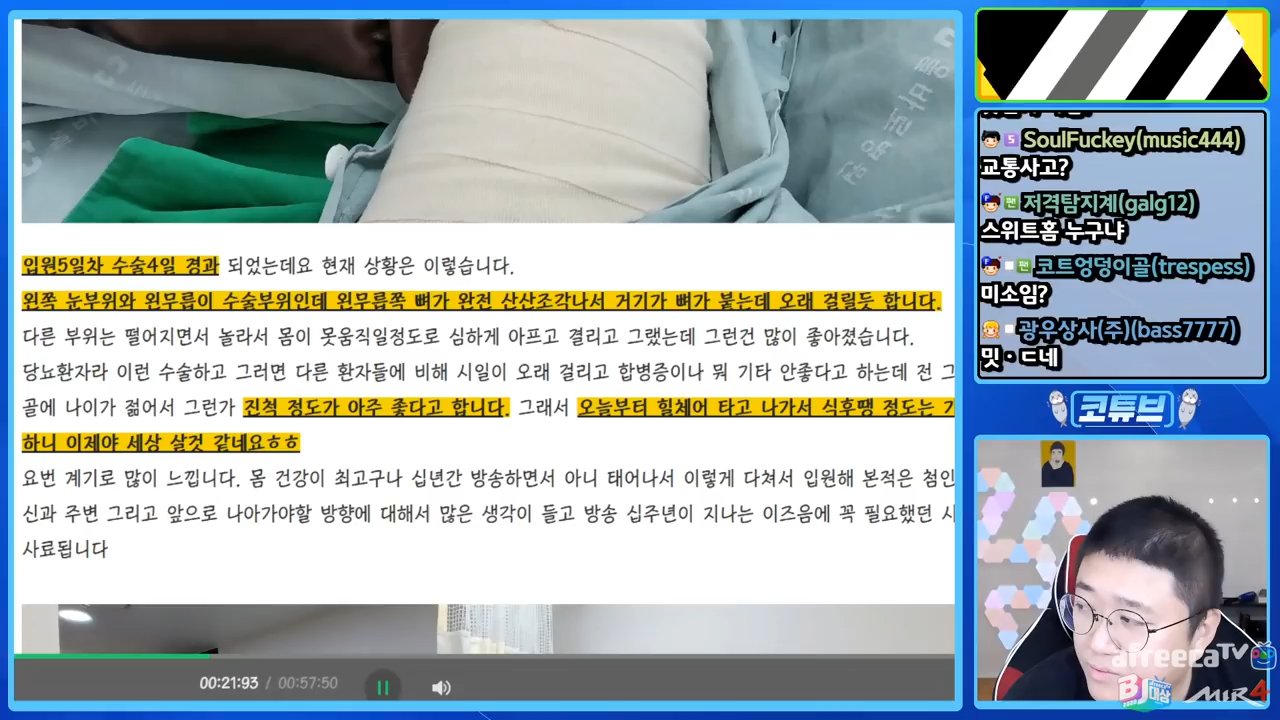 입원5일차 수술4일 경과 되었는데요 현재 상황은 이렇습니다.
왼쪽 눈부위와 왼무릎이 수술부위인데 왼무릎쪽 뼈가 완전 산산조각나서 거기가 뼈가 붙는데 오래 걸릴듯 합니다.
다른 부위는 떨어지면서 놀라서 몸이 못움직일정도로 심하게 아프고 결리고 그랬는데 그런건 많이 좋아졌습니다.
당뇨환자라 이런 수술하고 그러면 다른 환자들에 비해 시일이 오래 걸리고 합병증이나 뭐 기타 안좋다고 하는데 전 그
골에 나이가 젊어서 그런가 진척 정도가 아주 좋다고 합니다. 그래서 오늘부터 휠체어 타고 나가서 식후땡 정도는 가
하니 이제야 세상 살것 같네요ㅎㅎ
요번 계기로 많이 느낍니다. 몸 건강이 최고구나 십년간 방송하면서 아니 태어나서 이렇게 다쳐서 입원해 본적은 첨인
신과 주변 그리고 앞으로 나아가야할 방향에 대해서 많은 생각이 들고 방송 십주년이 지나는 이즈음에 꼭 필요했던 시
사료됩니다
00:21:93 / 00:57:50
5 SoulFuckey(music444)
교통사고?
팬 저격탐지계(galg12)
스위트홈 누구냐
팬 코트엉덩이골(trespess)
미소임?
광우상사(주)(bass7777)
밋·ㄷ네
코튜브
afreecaTV
BJ대상
MIR4